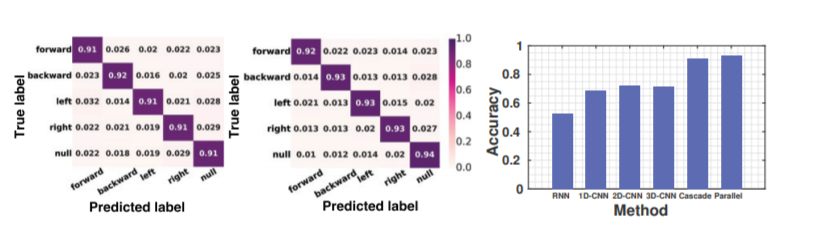 True label
forward 0.91 0.026 0.02 0.022 0.023
backward 0.023 0.92 0.016 0.02 0.025
left 0.032 0.014 0.91 0.021 0.028
right 0.022 0.021 0.019 0.91 0.029
null 0.022 0.018 0.019 0.029 0.91
forward backward left right null
Predicted label
True label
forward 0.92 0.022 0.023 0.014 0.023
backward 0.014 0.93 0.013 0.013 0.028
left 0.021 0.013 0.93 0.015 0.02
right 0.013 0.013 0.02 0.93 0.027
null 0.01 0.012 0.014 0.02 0.94
forward backward left right null
Predicted label
1.0
0.8
0.6
0.4
0.2
0.0
Accuracy
1
0.8
0.6
0.4
0.2
0
RNN 1D-CNN 2D-CNN 3D-CNN Cascade Parallel
Method